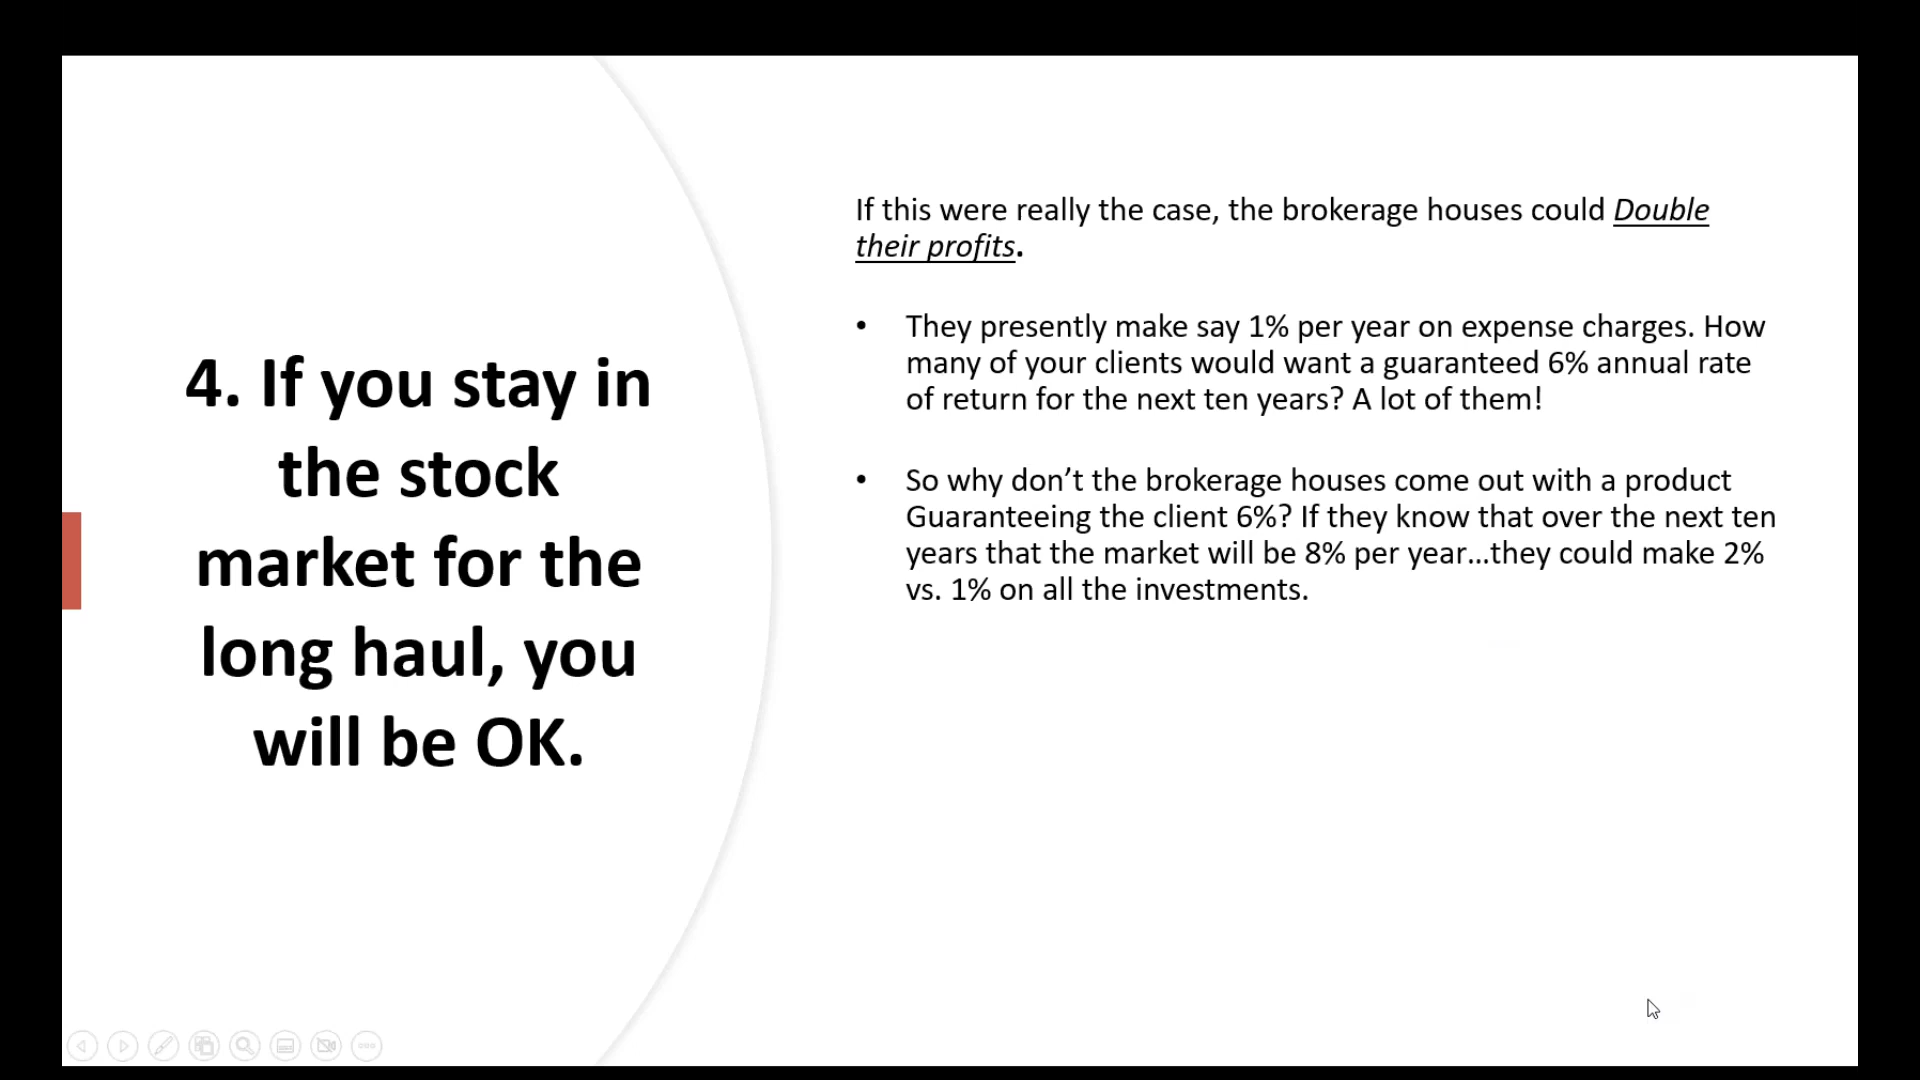 4. If you stay in
the stock
market for the
long haul, you
will be OK.
If this were really the case, the brokerage houses could Double
their profits.
• They presently make say 1% per year on expense charges. How
many of your clients would want a guaranteed 6% annual rate
of return for the next ten years? A lot of them!
• So why don’t the brokerage houses come out with a product
Guaranteeing the client 6%? If they know that over the next ten
years that the market will be 8% per year...they could make 2%
vs. 1% on all the investments.